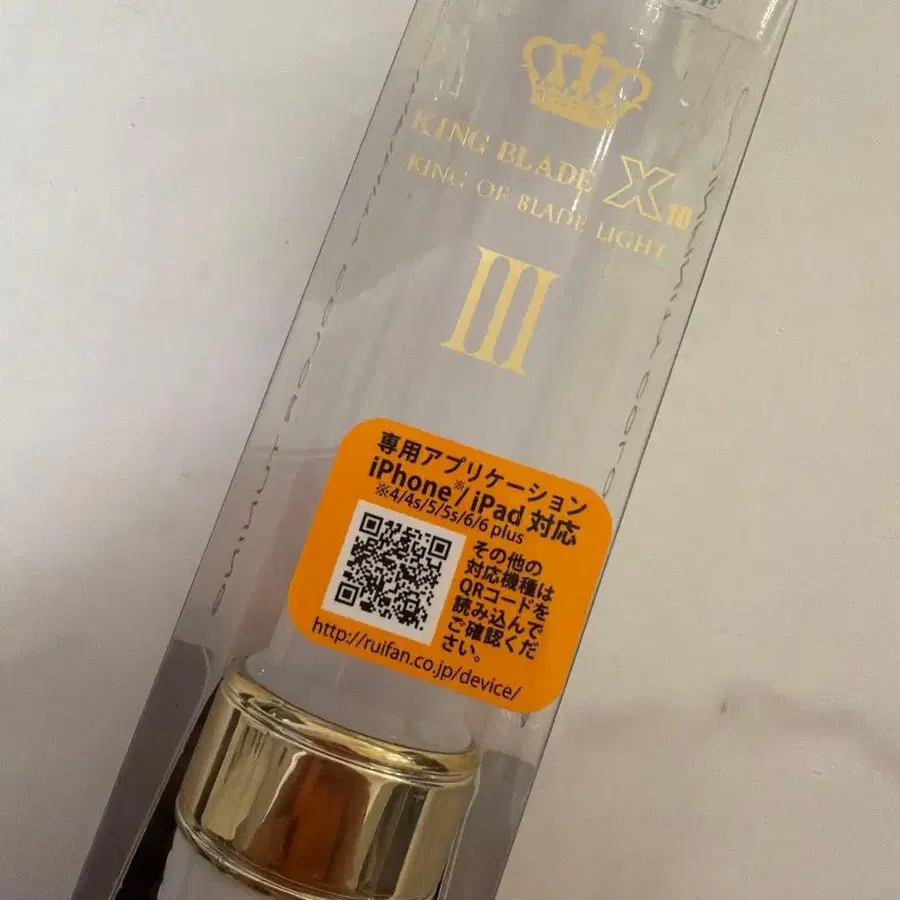 KING BLADE X10
KING OF BLADE LIGHT
III
専用アプリケーション
iPhone※/iPad 対応
※4/4s/5/5s/6/6 plus
その他の
対応機種は
QRコードを
読み込んで
ご確認くだ
さい。
http://ruifan.co.jp/device/